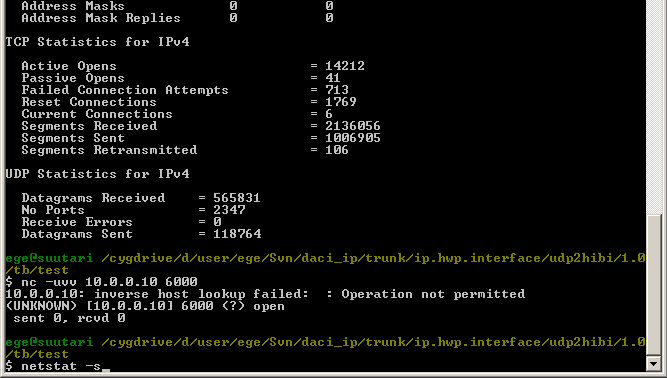 Address Masks 0 0
Address Mask Replies 0 0
TCP Statistics for IPv4
Active Opens = 14212
Passive Opens = 41
Failed Connection Attempts = 713
Reset Connections = 1769
Current Connections = 6
Segments Received = 2136056
Segments Sent = 1006905
Segments Retransmitted = 106
UDP Statistics for IPv4
Datagrams Received = 565831
No Ports = 2347
Receive Errors = 0
Datagrams Sent = 118764
ege@suutari /cygdrive/d/user/ege/Svn/daci_ip/trunk/ip.hwp.interface/udp2hibi/1.0
/tb/test
$ nc -uvv 10.0.0.10 6000
10.0.0.10: inverse host lookup failed:  : Operation not permitted
(UNKNOWN) [10.0.0.10] 6000 (?) open
sent 0, rcvd 0
ege@suutari /cygdrive/d/user/ege/Svn/daci_ip/trunk/ip.hwp.interface/udp2hibi/1.0
/tb/test
$ netstat -s